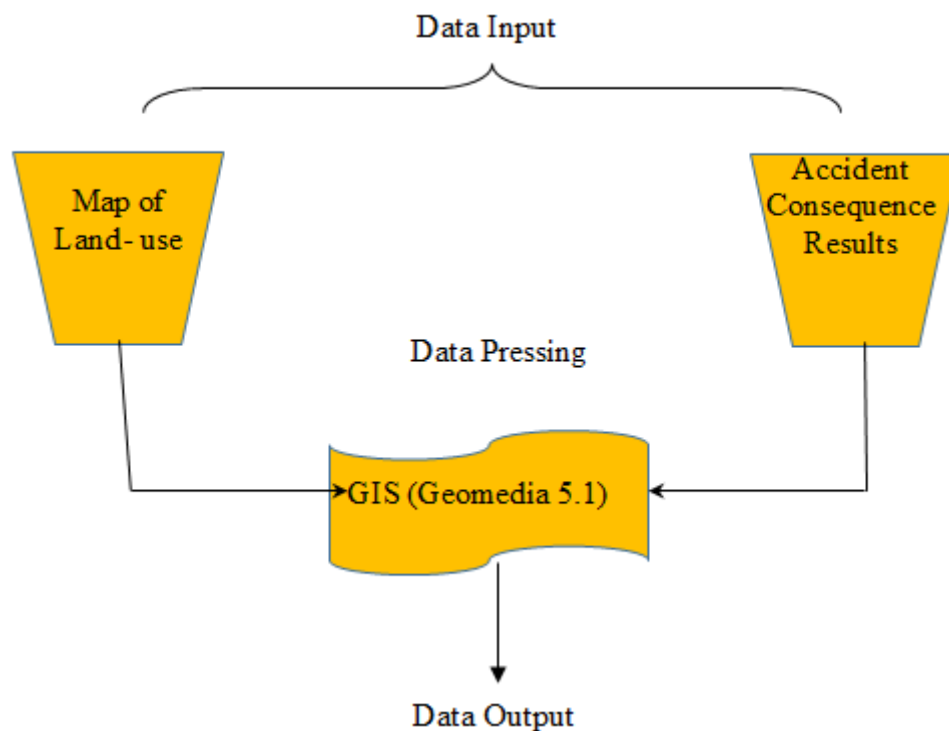 Data Input
Map of
Land- use
Accident
Consequence
Results
Data Pressing
GIS (Geomedia 5.1)
Data Output